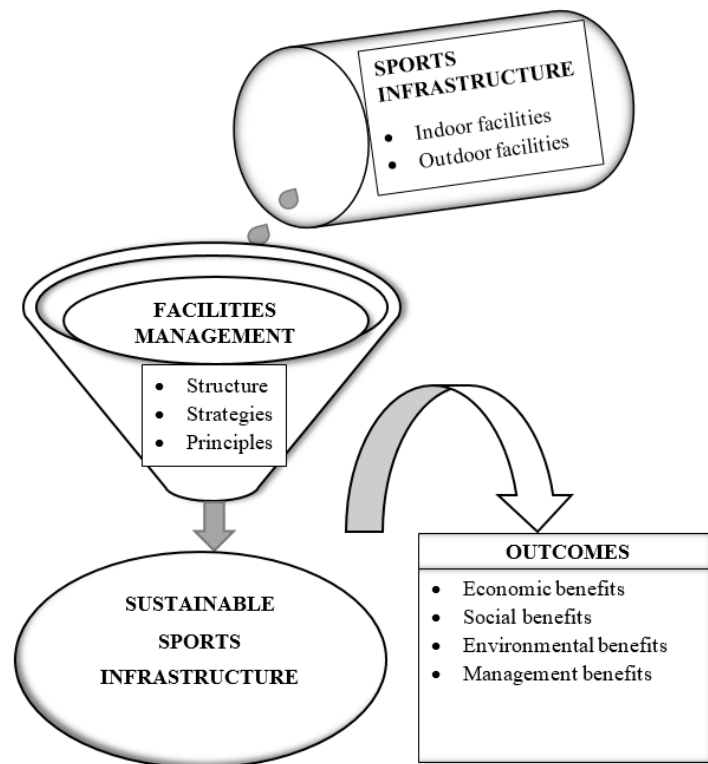 SPORTS
INFRASTRUCTURE
• Indoor facilities
• Outdoor facilities
FACILITIES
MANAGEMENT
• Structure
• Strategies
• Principles
SUSTAINABLE
SPORTS
INFRASTRUCTURE
OUTCOMES
• Economic benefits
• Social benefits
• Environmental benefits
• Management benefits